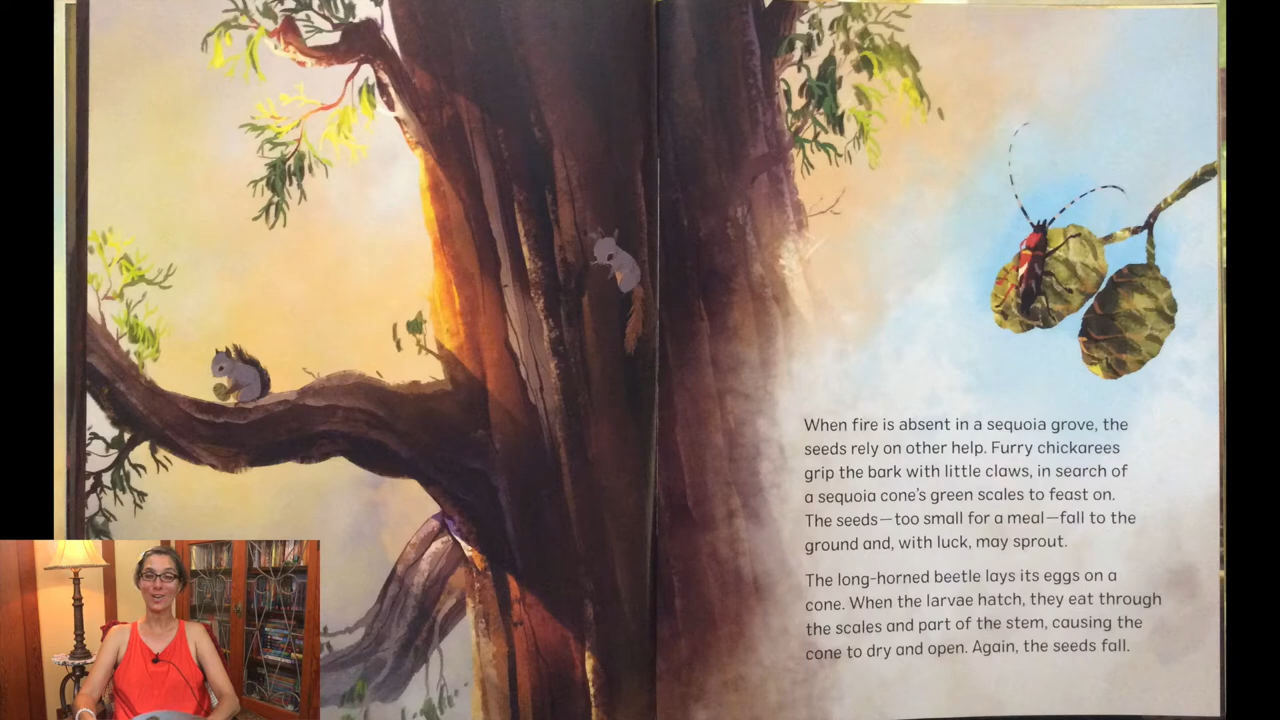 When fire is absent in a sequoia grove, the
seeds rely on other help. Furry chickarees
grip the bark with little claws, in search of
a sequoia cone's green scales to feast on.
The seeds—too small for a meal—fall to the
ground and, with luck, may sprout.
The long-horned beetle lays its eggs on a
cone. When the larvae hatch, they eat through
the scales and part of the stem, causing the
cone to dry and open. Again, the seeds fall.